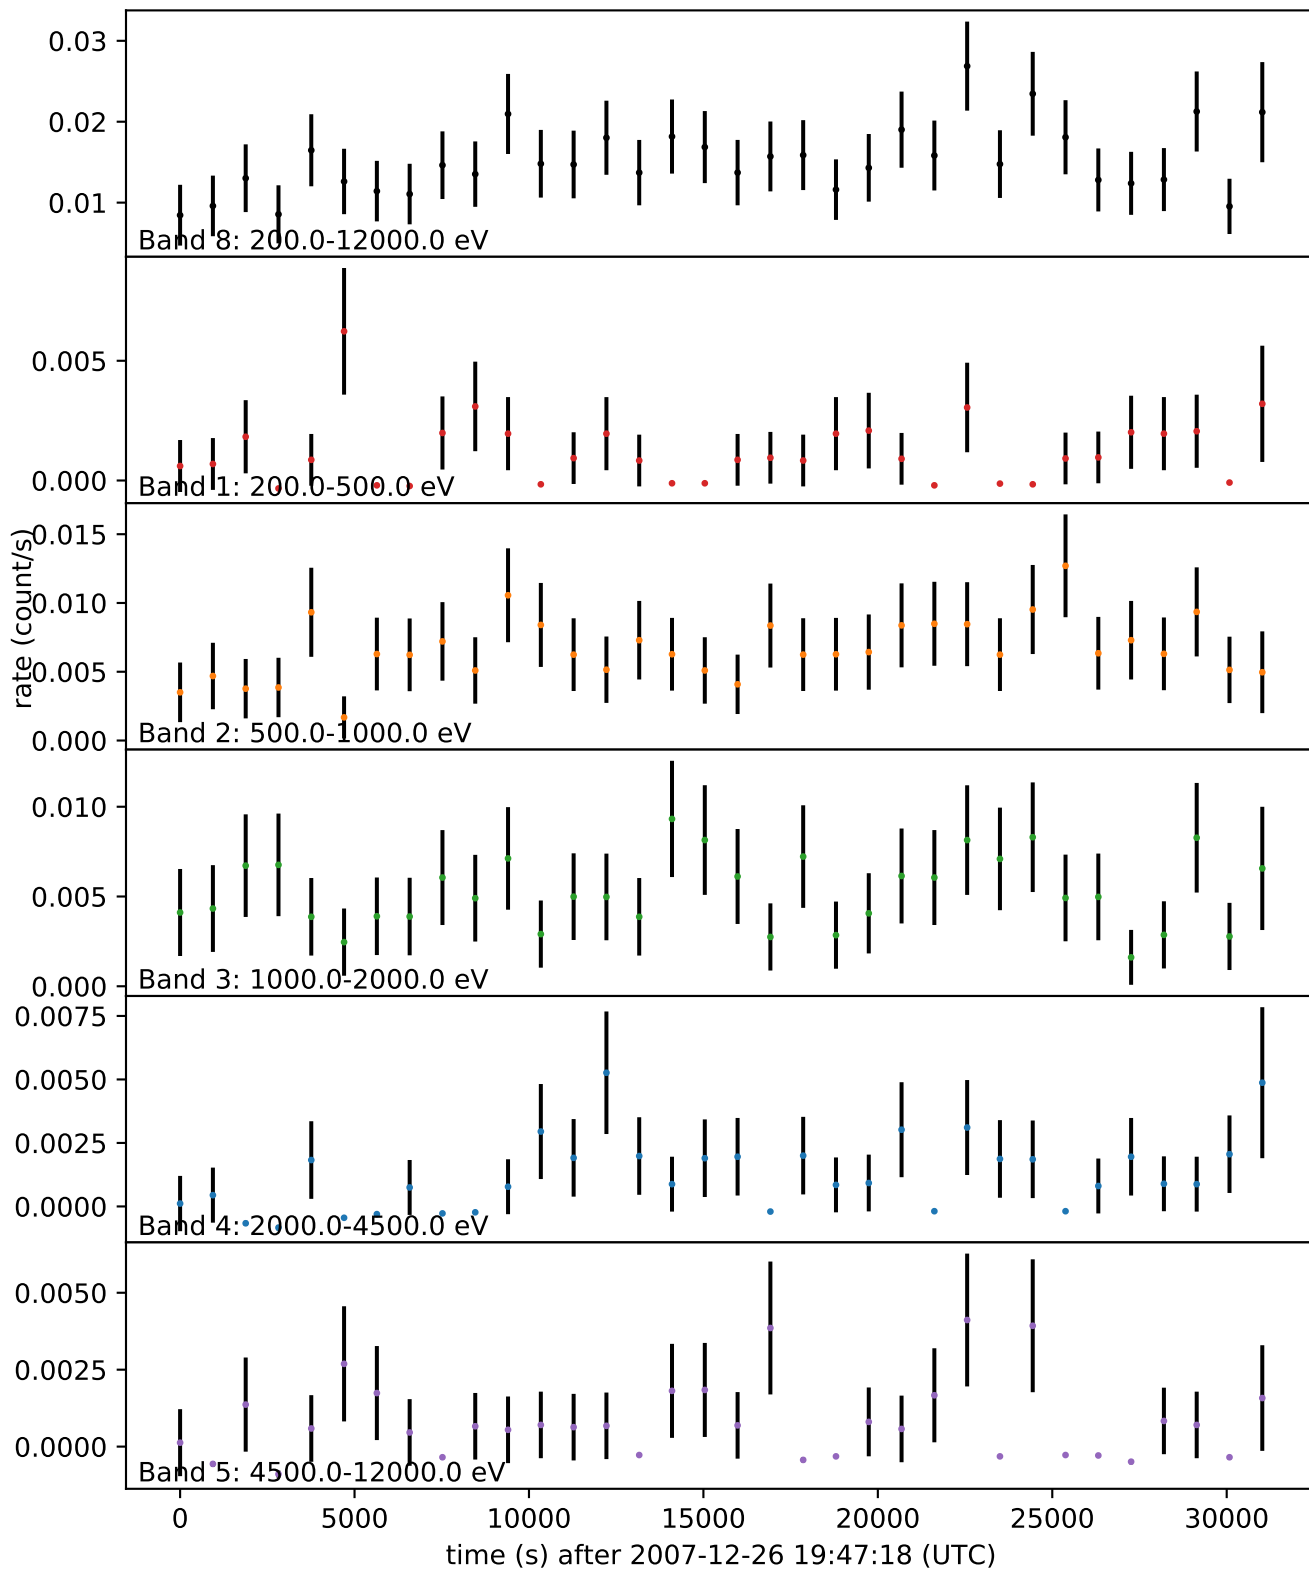 0.03
0.02
0.01
Band 8: 200.0-12000.0 eV
0.005
0.000
Band 1: 200.0-500.0 eV
rate (count/s)
0.015
0.010
0.005
0.000
Band 2: 500.0-1000.0 eV
0.010
0.005
0.000
Band 3: 1000.0-2000.0 eV
0.0075
0.0050
0.0025
0.0000
Band 4: 2000.0-4500.0 eV
0.0050
0.0025
0.0000
Band 5: 4500.0-12000.0 eV
0 5000 10000 15000 20000 25000 30000
time (s) after 2007-12-26 19:47:18 (UTC)